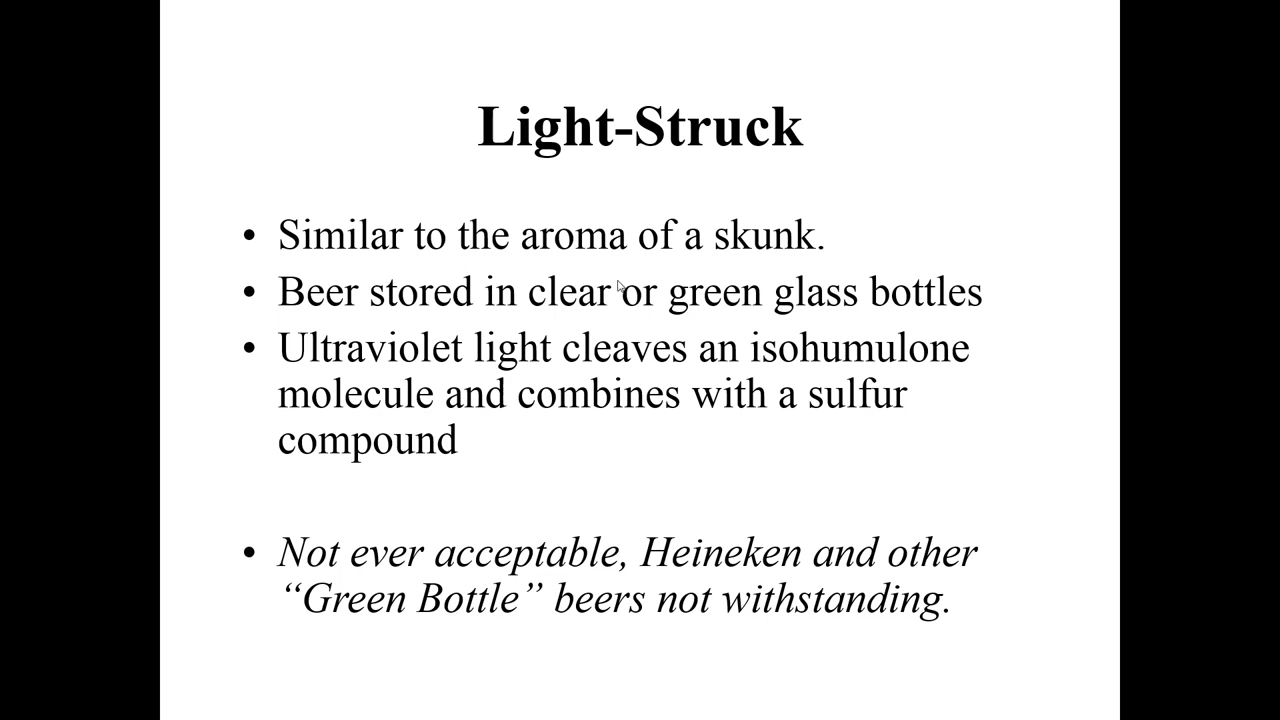 Light-Struck
• Similar to the aroma of a skunk.
• Beer stored in clear or green glass bottles
• Ultraviolet light cleaves an isohumulone
molecule and combines with a sulfur
compound
• Not ever acceptable, Heineken and other
“Green Bottle” beers not withstanding.